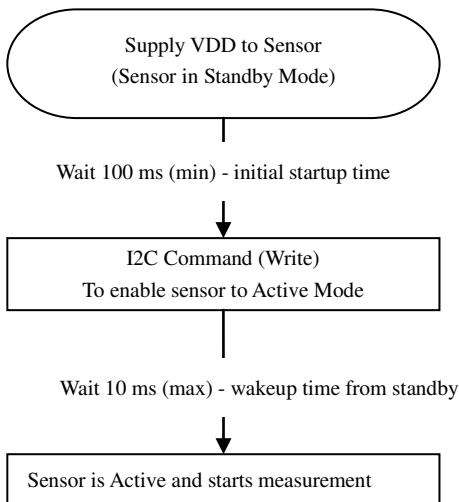 Supply VDD to Sensor
(Sensor in Standby Mode)
Wait 100 ms (min) - initial startup time
I2C Command (Write)
To enable sensor to Active Mode
Wait 10 ms (max) - wakeup time from standby
Sensor is Active and starts measurement